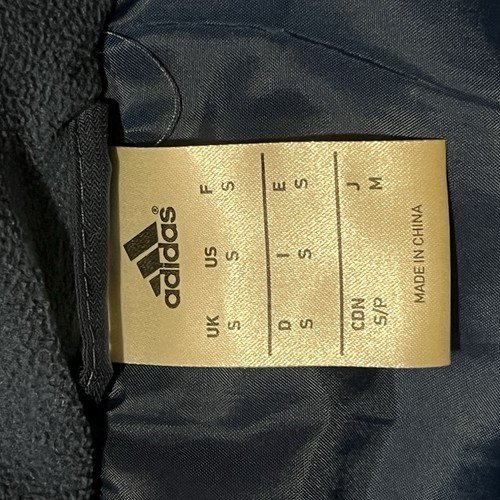 adidas®
UK US F
S S S
D I E
S S S
CDN J
S/P M
MADE IN CHINA